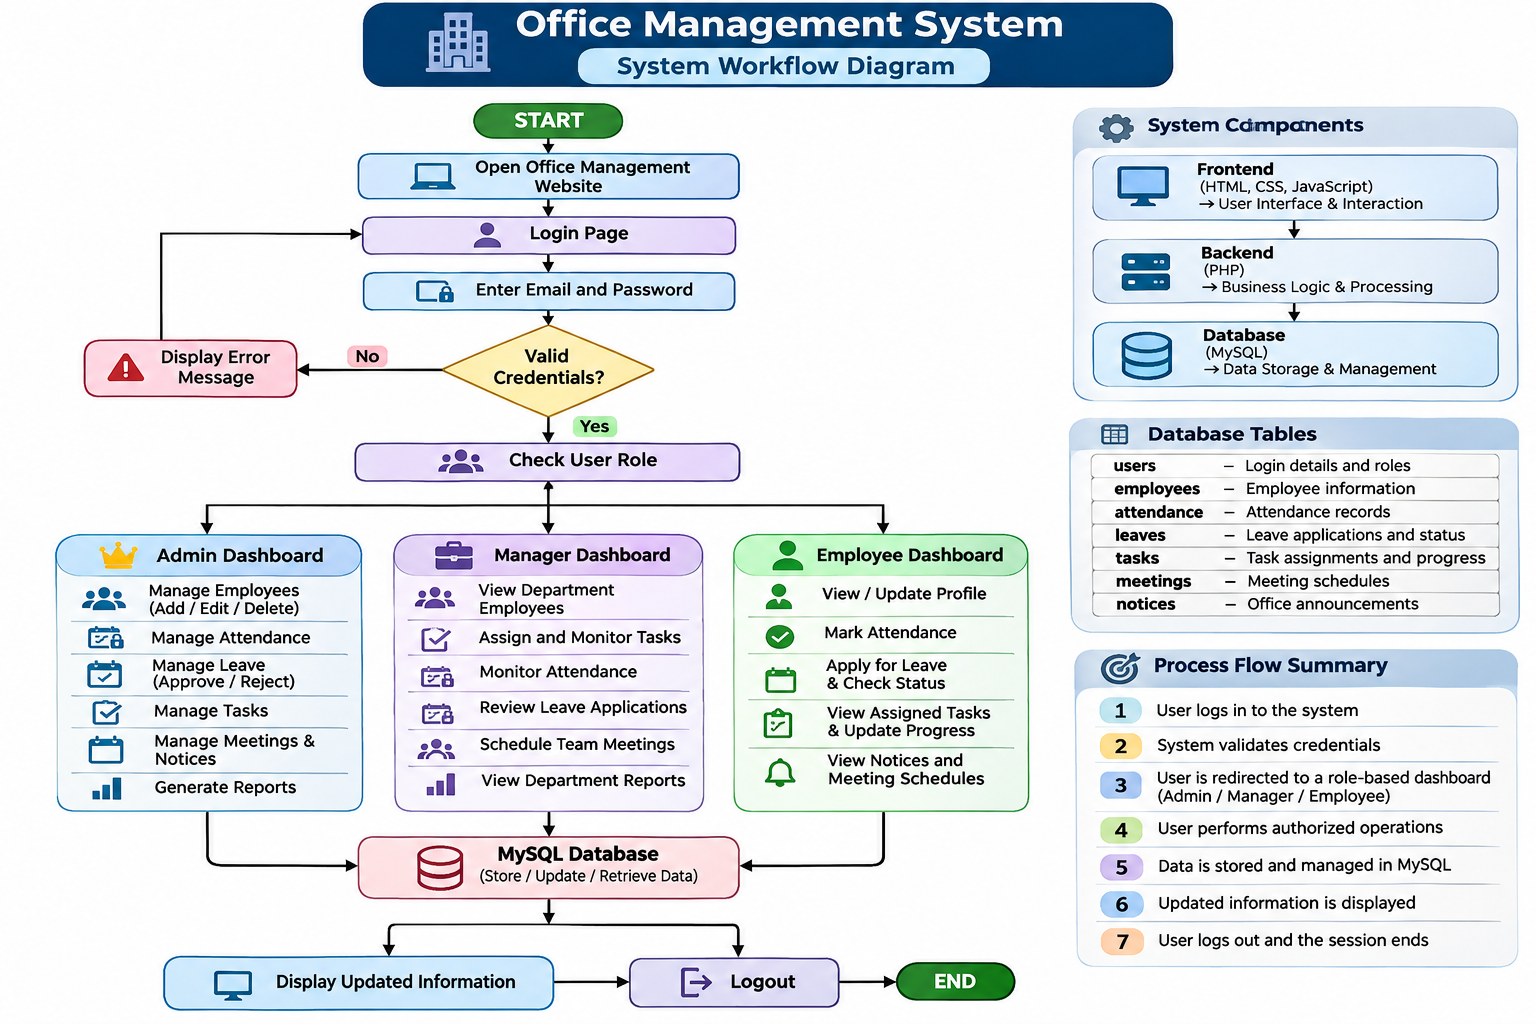 Office Management System
System Workflow Diagram
START
Open Office Management
Website
Login Page
Enter Email and Password
Valid
Credentials?
No
Display Error
Message
Yes
Check User Role
Admin Dashboard
Manage Employees
(Add / Edit / Delete)
Manage Attendance
Manage Leave
(Approve / Reject)
Manage Tasks
Manage Meetings &
Notices
Generate Reports
Manager Dashboard
View Department
Employees
Assign and Monitor Tasks
Monitor Attendance
Review Leave Applications
Schedule Team Meetings
View Department Reports
Employee Dashboard
View / Update Profile
Mark Attendance
Apply for Leave
& Check Status
View Assigned Tasks
& Update Progress
View Notices and
Meeting Schedules
MySQL Database
(Store / Update / Retrieve Data)
Display Updated Information
Logout
END
System
Frontend
(HTML, CSS, JavaScript)
→ User Interface & Interaction
Backend
(PHP)
→ Business Logic & Processing
Database
(MySQL)
→ Data Storage & Management
Database Tables
users – Login details and roles
employees – Employee information
attendance – Attendance records
leaves – Leave applications and status
tasks – Task assignments and progress
meetings – Meeting schedules
notices – Office announcements
Process Flow Summary
1 User logs in to the system
2 System validates credentials
3 User is redirected to a role-based dashboard
(Admin / Manager / Employee)
4 User performs authorized operations
5 Data is stored and managed in MySQL
6 Updated information is displayed
7 User logs out and the session ends